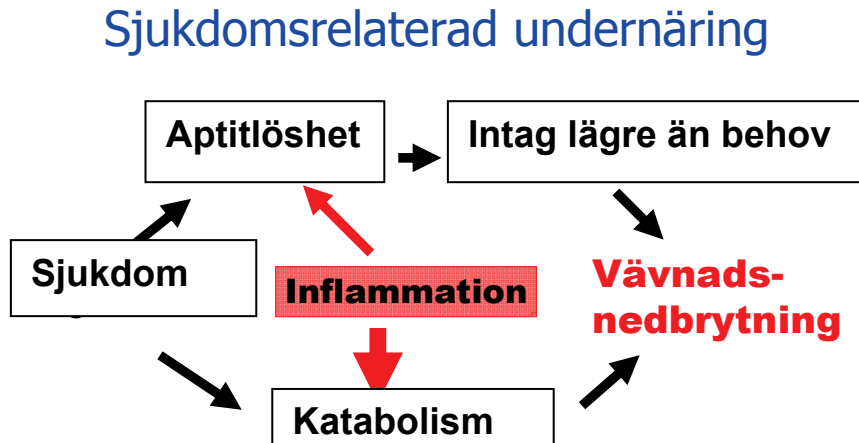 Sjukdomsrelaterad undernäring
Aptitlöshet
Intag lägre än behov
Sjukdom
Inflammation
Vävnads-
nedbrytning
Katabolism